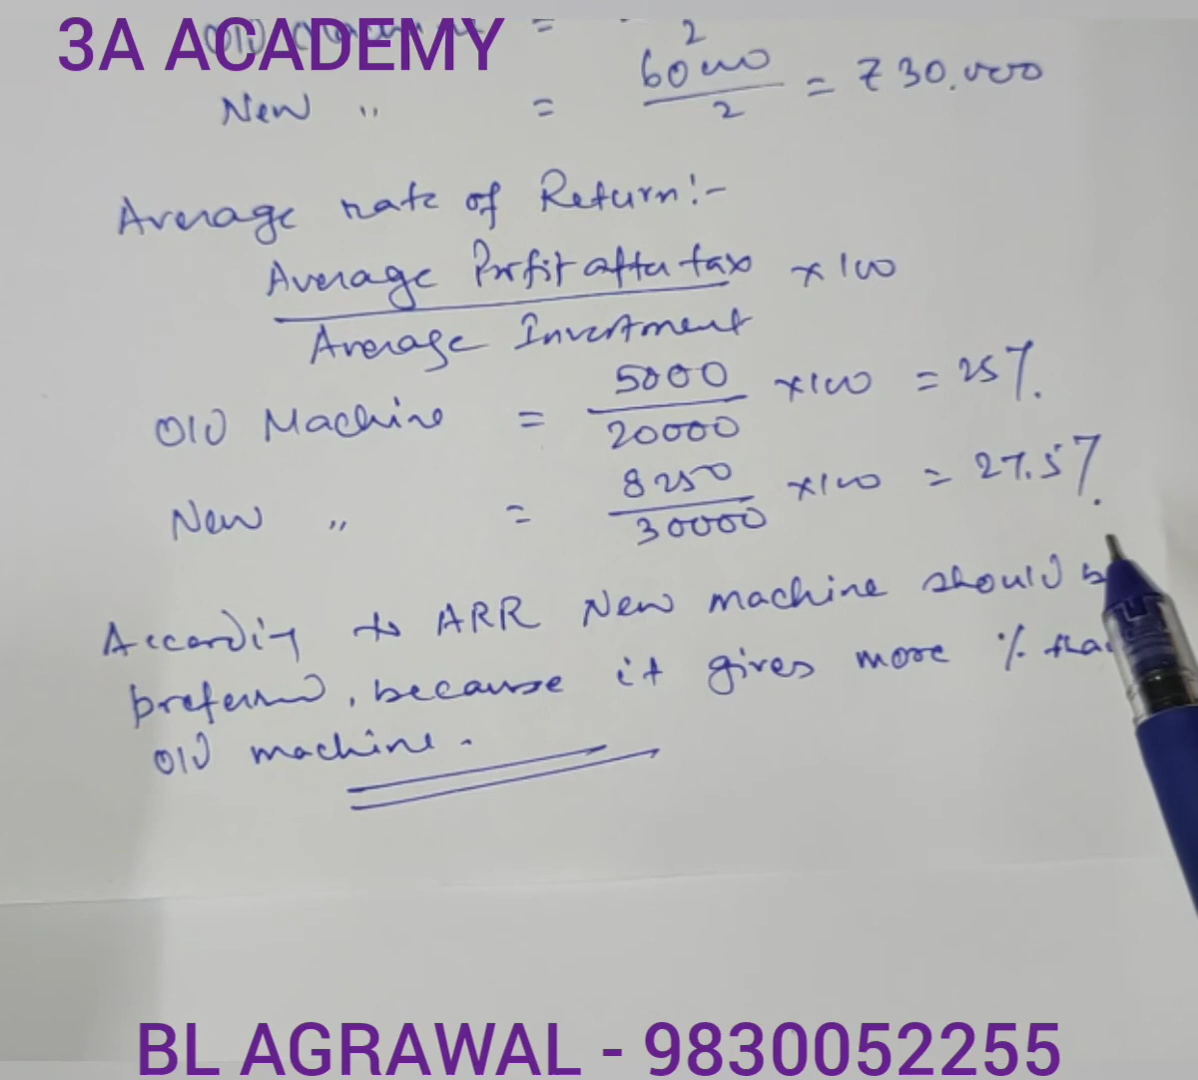 3A ACADEMY
2
New " = 60000 / 2 = ₹30,000
Average rate of Return:-
Average Profit after tax × 100
Average Investment
Old Machine = 5000 / 20000 ×100 = 25%.
New " = 8250 / 30000 ×100 = 27.5%.
According to ARR New machine should
preferred, because it gives more %
old machine.
BL AGRAWAL - 9830052255